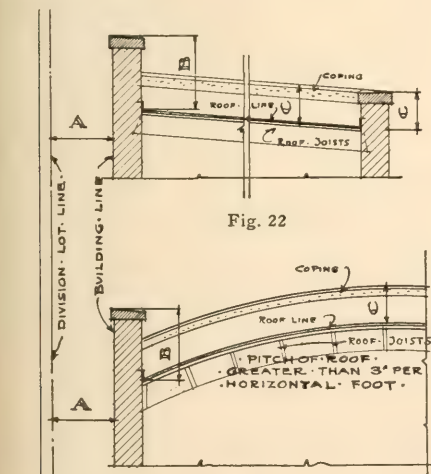 B
COPING
A
ROOF · LINE
C
C
ROOF · JOISTS
DIVISION · LOT · LINE ·
BUILDING · LINE
Fig. 22
COPING
C
ROOF LINE
B
ROOF · JOISTS
· PITCH OF ROOF ·
· GREATER · THAN 3" PER
· HORIZONTAL · FOOT ·
A